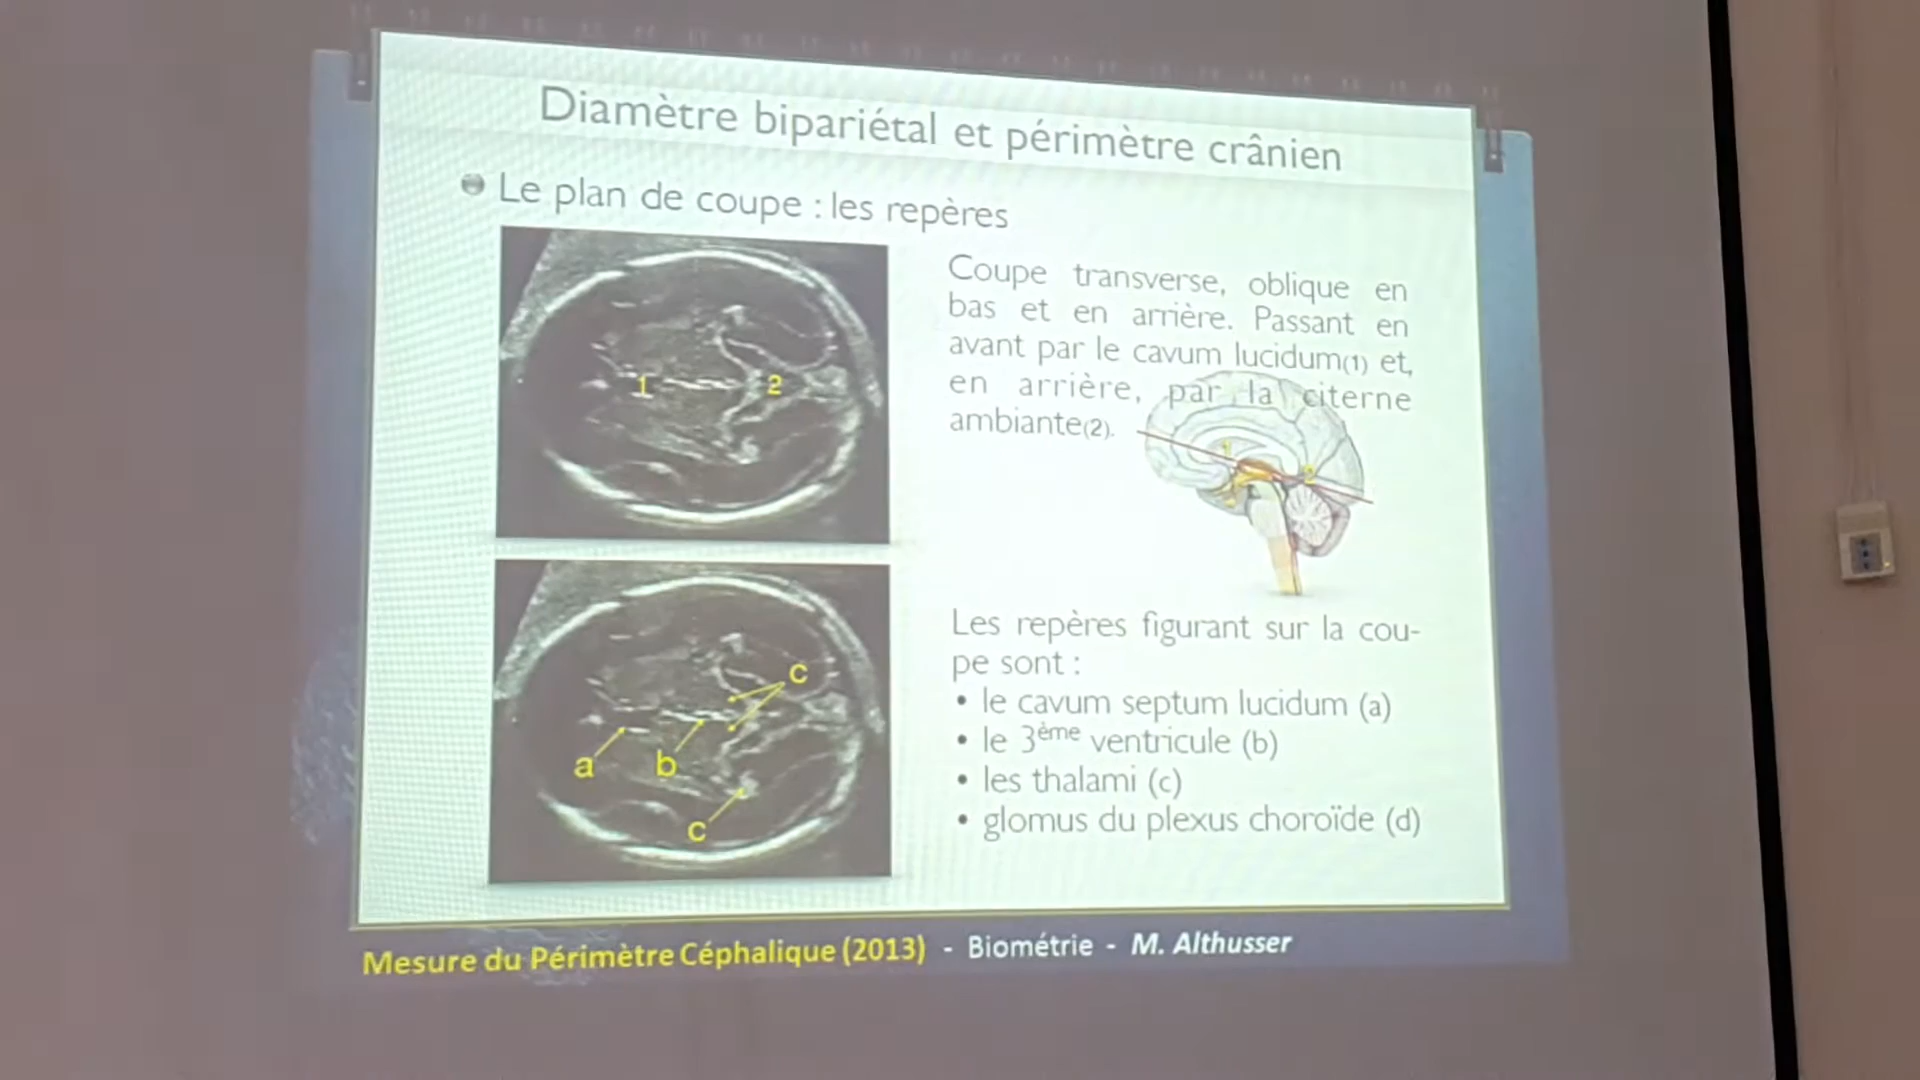 Diamètre bipariétal et périmètre crânien
Le plan de coupe : les repères
1 2
Coupe transverse, oblique en
bas et en arrière. Passant en
avant par le cavum lucidum(1) et,
en arrière, par la citerne
ambiante(2).
1
2
c
a b
c
Les repères figurant sur la cou-
pe sont :
• le cavum septum lucidum (a)
• le 3ème ventricule (b)
• les thalami (c)
• glomus du plexus choroïde (d)
Mesure du Périmètre Céphalique (2013) - Biométrie - M. Althusser